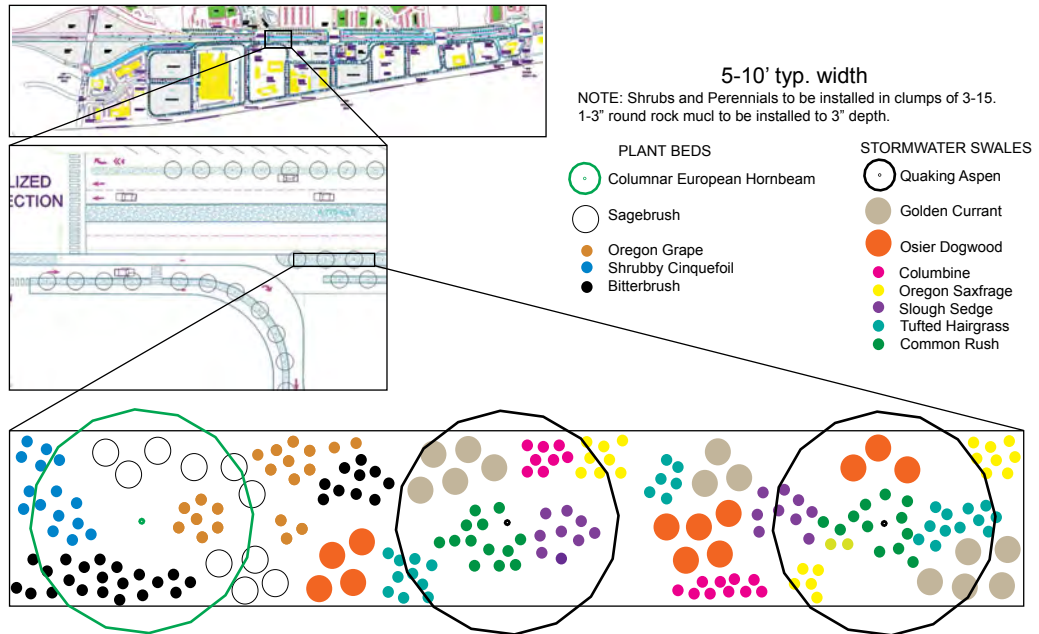 5-10' typ. width
NOTE: Shrubs and Perennials to be installed in clumps of 3-15.
1-3” round rock mucl to be installed to 3” depth.
PLANT BEDS
Columnar European Hornbeam
Sagebrush
Oregon Grape
Shrubby Cinquefoil
Bitterbrush
STORMWATER SWALES
Quaking Aspen
Golden Currant
Osier Dogwood
Columbine
Oregon Saxfrage
Slough Sedge
Tufted Hairgrass
Common Rush
LIZED
ECTION